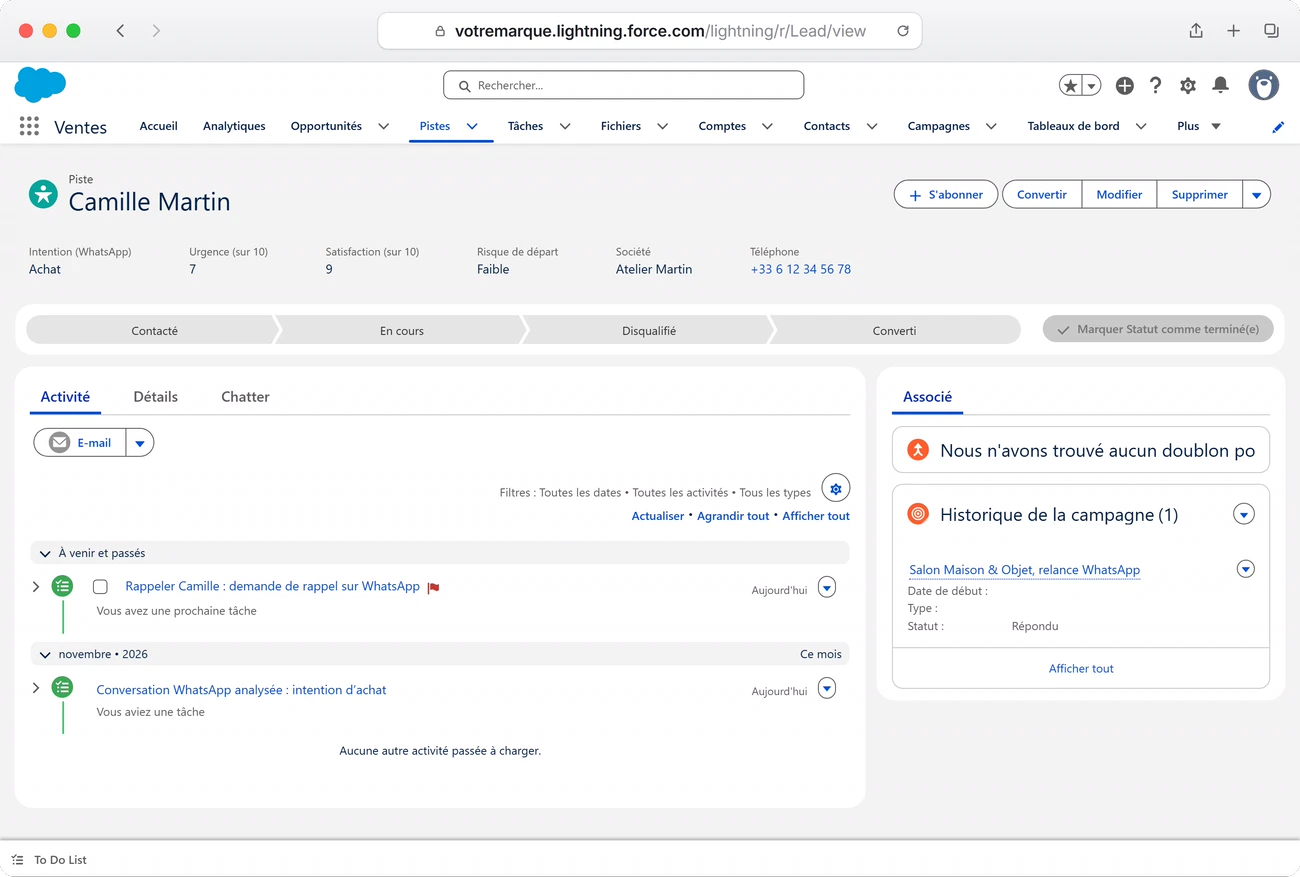 votremarque.lightning.force.com/lightning/r/Lead/view
Rechercher...
Ventes
Accueil
Analytiques
Opportunités
Pistes
Tâches
Fichiers
Comptes
Contacts
Campagnes
Tableaux de bord
Plus
Piste
Camille Martin
S'abonner
Convertir
Modifier
Supprimer
Intention (WhatsApp)
Achat
Urgence (sur 10)
7
Satisfaction (sur 10)
9
Risque de départ
Faible
Société
Atelier Martin
Téléphone
+33 6 12 34 56 78
Contacté
En cours
Disqualifié
Converti
Marquer Statut comme terminé(e)
Activité
Détails
Chatter
E-mail
Filtres : Toutes les dates • Toutes les activités • Tous les types
Actualiser • Agrandir tout • Afficher tout
À venir et passés
Rappeler Camille : demande de rappel sur WhatsApp
Aujourd'hui
Vous avez une prochaine tâche
novembre • 2026
Ce mois
Conversation WhatsApp analysée : intention d'achat
Aujourd'hui
Vous aviez une tâche
Aucune autre activité passée à charger.
Associé
Nous n'avons trouvé aucun doublon po
Historique de la campagne (1)
Salon Maison & Objet, relance WhatsApp
Date de début :
Type :
Statut : Répondu
Afficher tout
To Do List